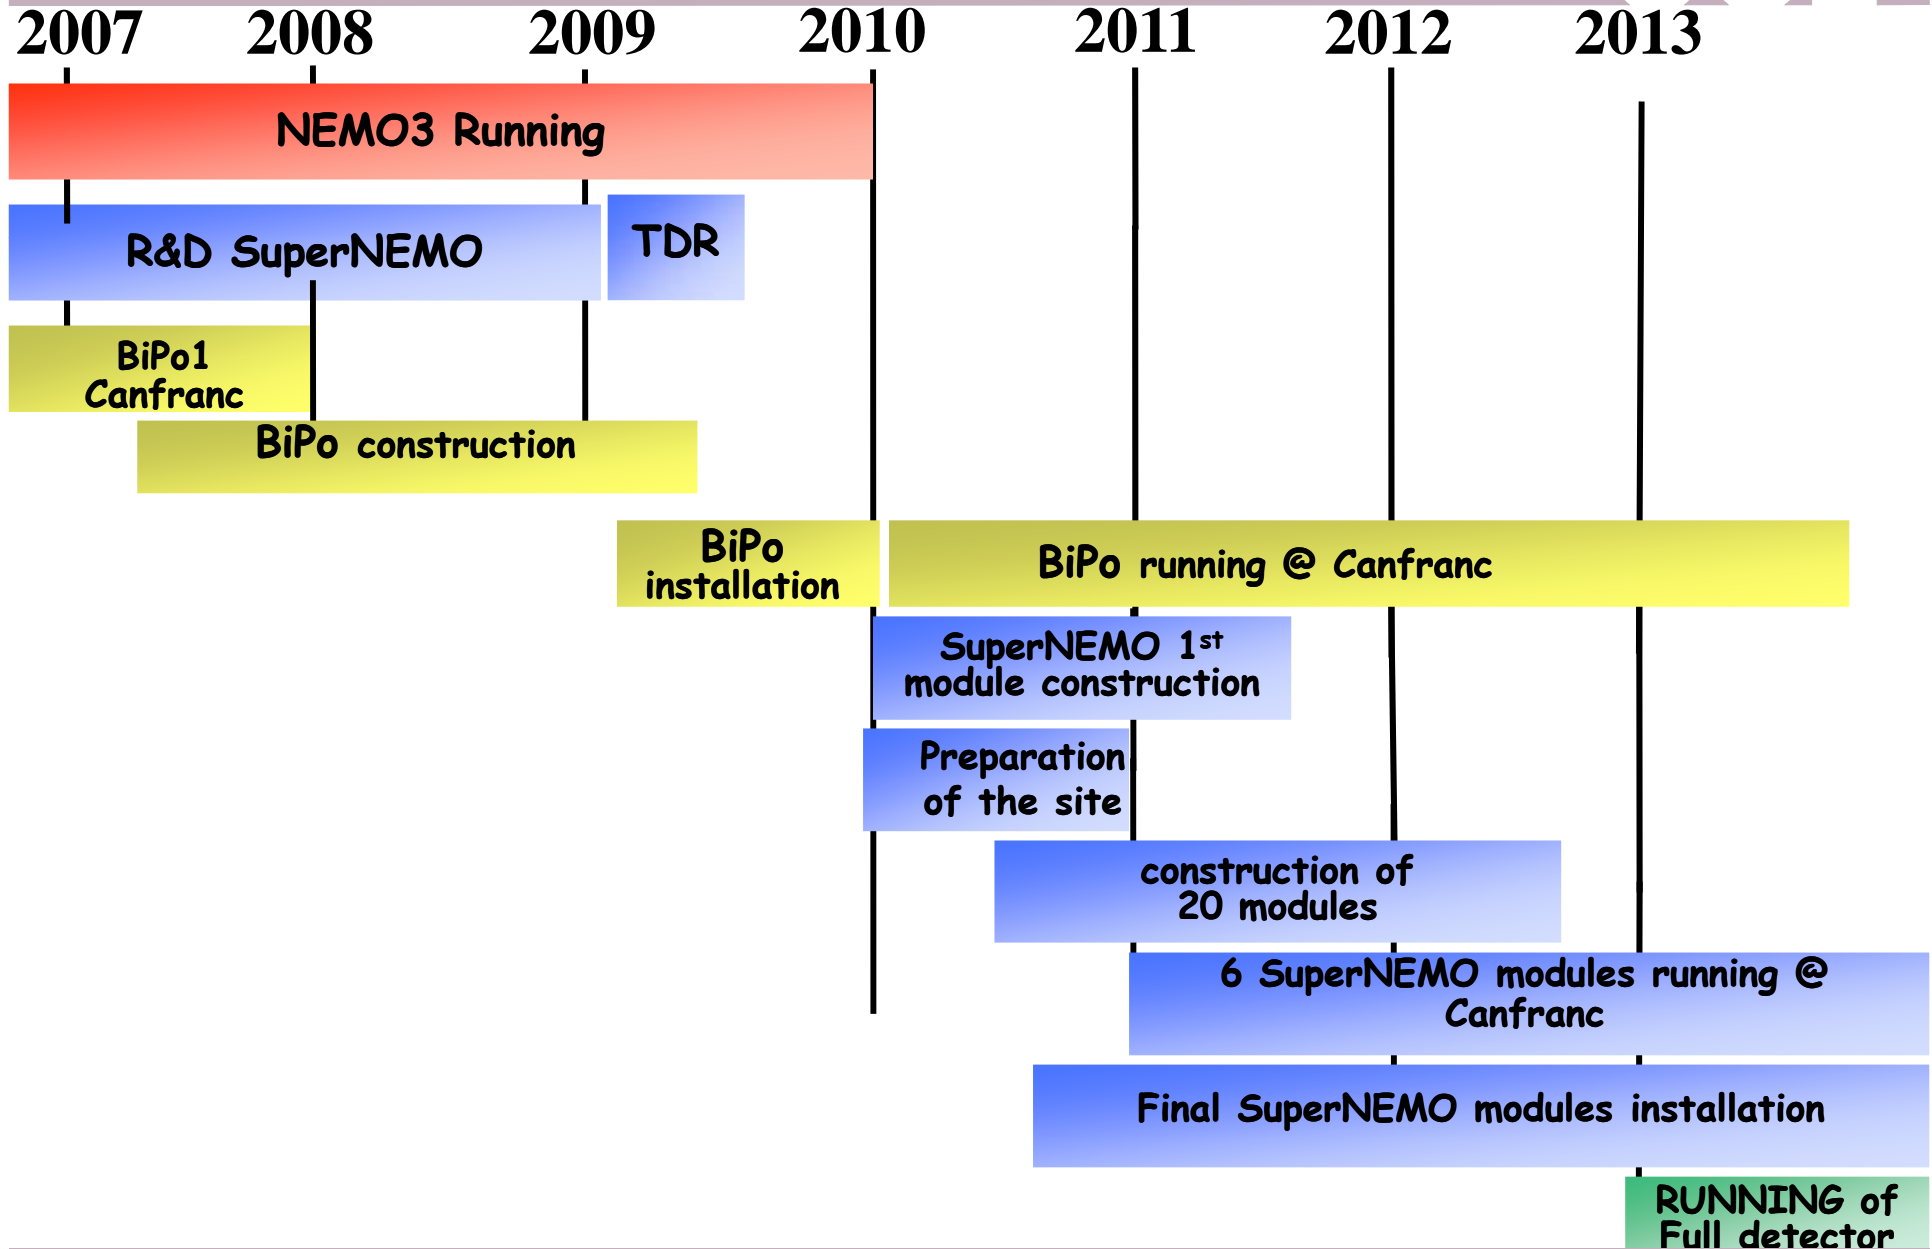 2007 2008 2009 2010 2011 2012 2013
NEMO3 Running
R&D SuperNEMO
TDR
BiPo1
Canfranc
BiPo construction
BiPo
installation
BiPo running @ Canfranc
SuperNEMO 1st
module construction
Preparation
of the site
construction of
20 modules
6 SuperNEMO modules running @
Canfranc
Final SuperNEMO modules installation
RUNNING of
Full detector